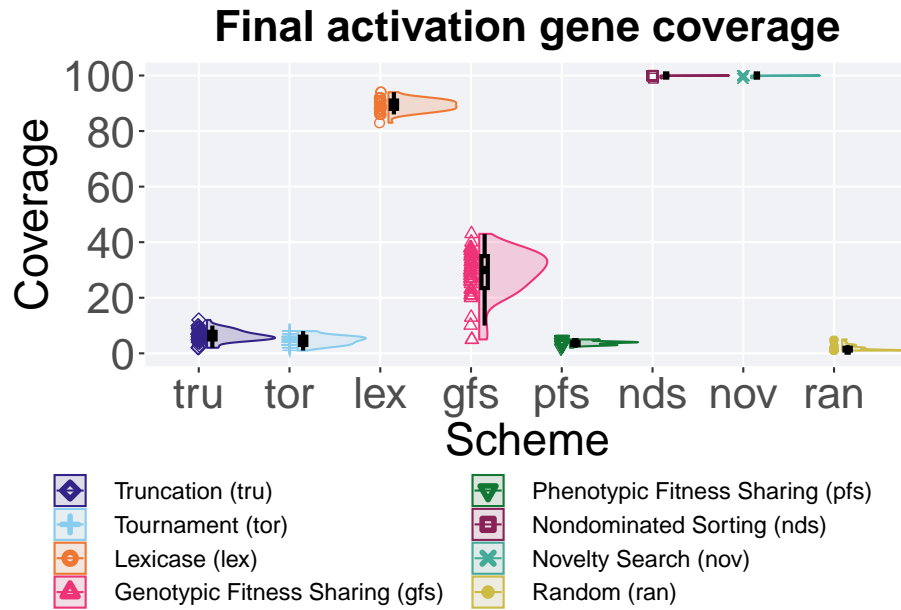 Final activation gene coverage
Coverage
100
80
60
40
20
0
tru tor lex gfs pfs nds nov ran
Scheme
Truncation (tru)
Tournament (tor)
Lexicase (lex)
Genotypic Fitness Sharing (gfs)
Phenotypic Fitness Sharing (pfs)
Nondominated Sorting (nds)
Novelty Search (nov)
Random (ran)